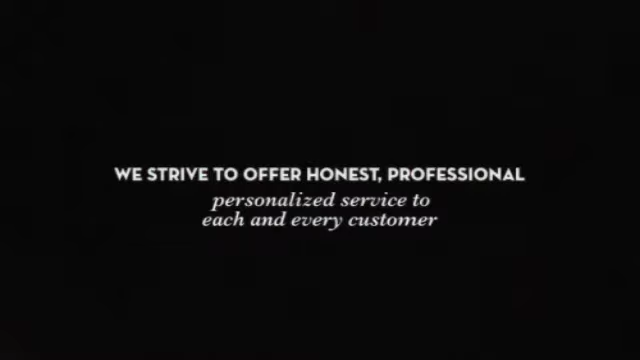 WE STRIVE TO OFFER HONEST, PROFESSIONAL
personalized service to
each and every customer